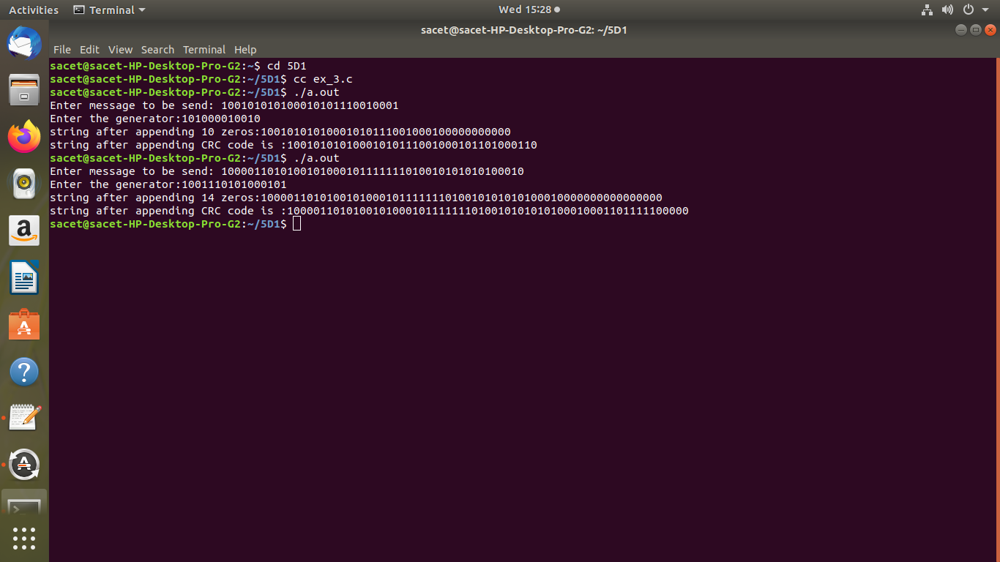 Activities
Terminal
Wed 15:28
sacet@sacet-HP-Desktop-Pro-G2: ~/5D1
File Edit View Search Terminal Help
sacet@sacet-HP-Desktop-Pro-G2:~$ cd 5D1
sacet@sacet-HP-Desktop-Pro-G2:~/5D1$ cc ex_3.c
sacet@sacet-HP-Desktop-Pro-G2:~/5D1$ ./a.out
Enter message to be send: 100101010100010101110010001
Enter the generator:101000010010
string after appending 10 zeros:10010101010001010111001000100000000000
string after appending CRC code is :10010101010001010111001000101101000110
sacet@sacet-HP-Desktop-Pro-G2:~/5D1$ ./a.out
Enter message to be send: 1000011010100101000101111111010010101010100010
Enter the generator:1001110101000101
string after appending 14 zeros:1000011010100101000101111111010010101010100010000000000000000
string after appending CRC code is :1000011010100101000101111111010010101010100010001101111100000
sacet@sacet-HP-Desktop-Pro-G2:~/5D1$